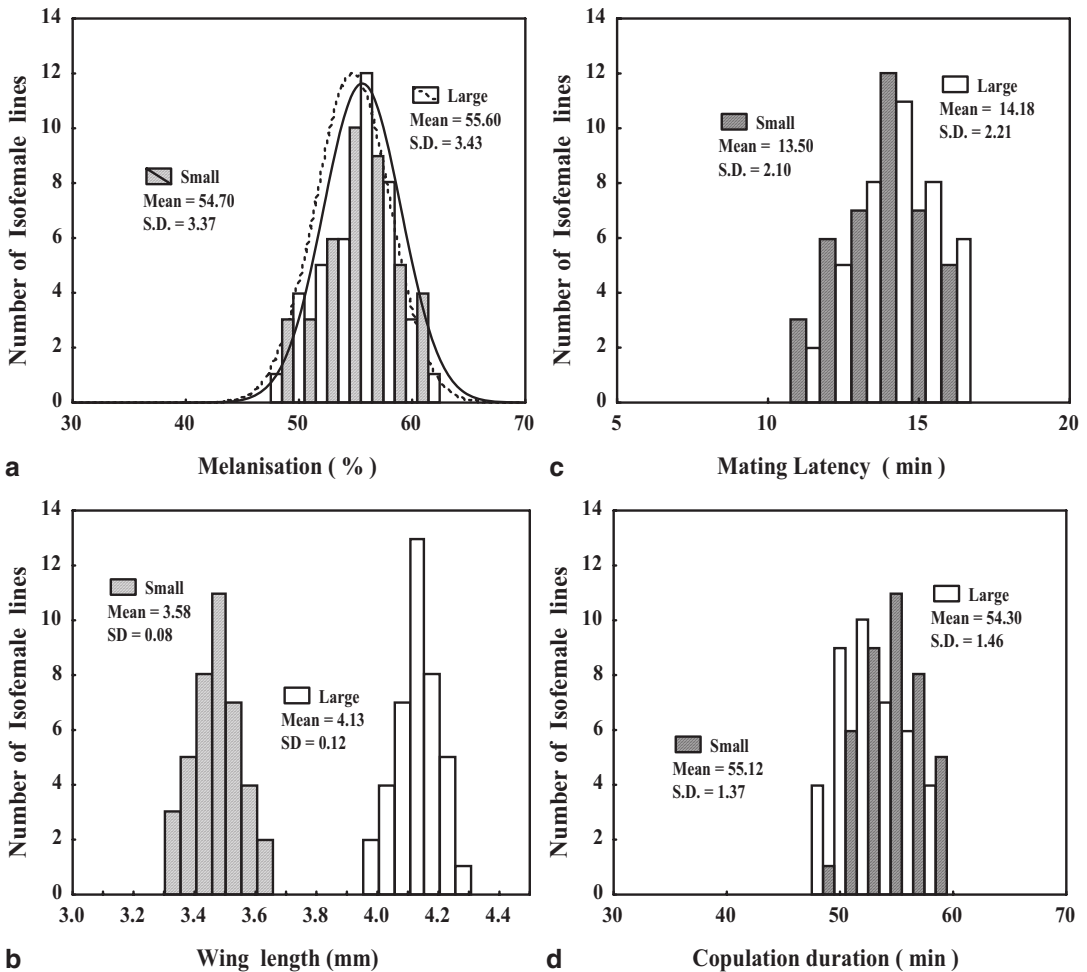 14
12
10
8
6
4
2
0
Number of Isofemale lines
Large
Mean = 55.60
S.D. = 3.43
Small
Mean = 54.70
S.D. = 3.37
30 40 50 60 70
a
Melanisation ( % )
14
12
10
8
6
4
2
0
Number of Isofemale lines
Large
Mean = 14.18
S.D. = 2.21
Small
Mean = 13.50
S.D. = 2.10
5 10 15 20
c
Mating Latency ( min )
14
12
10
8
6
4
2
0
Number of Isofemale lines
Small
Mean = 3.58
SD = 0.08
Large
Mean = 4.13
SD = 0.12
3.0 3.2 3.4 3.6 3.8 4.0 4.2 4.4
b
Wing length (mm)
14
12
10
8
6
4
2
0
Number of Isofemale lines
Large
Mean = 54.30
S.D. = 1.46
Small
Mean = 55.12
S.D. = 1.37
30 40 50 60 70
d
Copulation duration ( min )